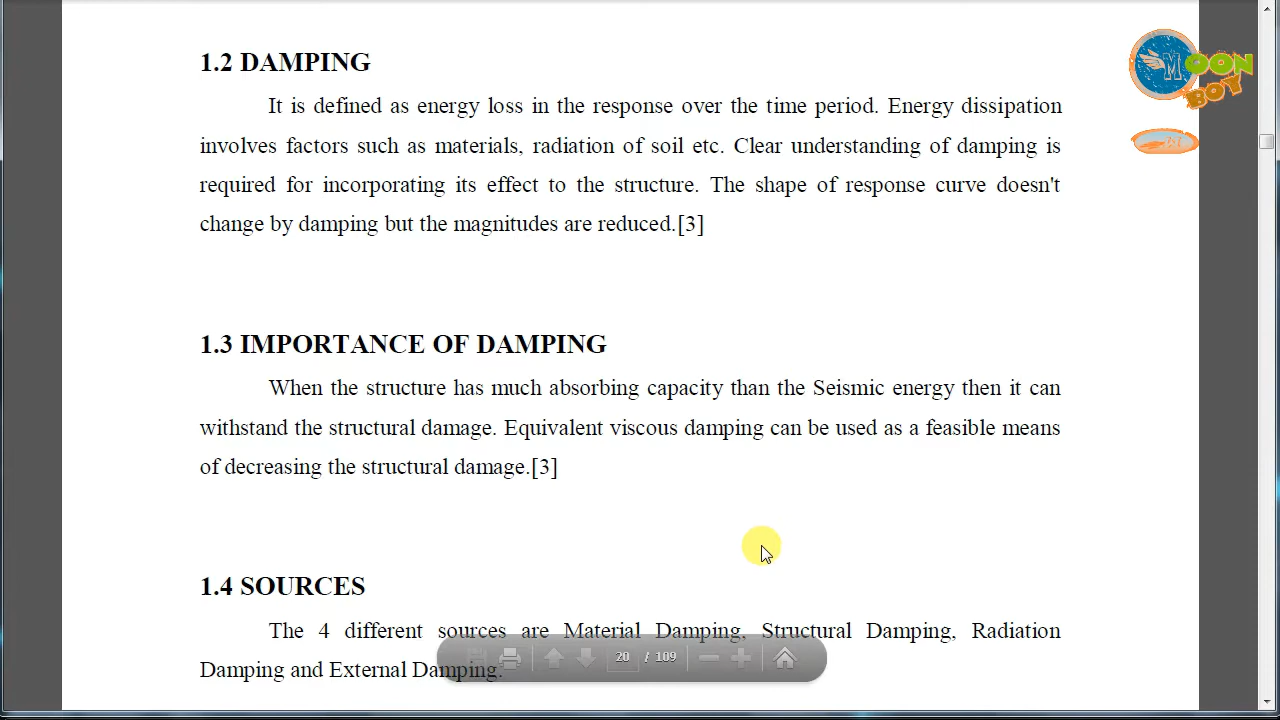 1.2 DAMPING
It is defined as energy loss in the response over the time period. Energy dissipation
involves factors such as materials, radiation of soil etc. Clear understanding of damping is
required for incorporating its effect to the structure. The shape of response curve doesn't
change by damping but the magnitudes are reduced.[3]
1.3 IMPORTANCE OF DAMPING
When the structure has much absorbing capacity than the Seismic energy then it can
withstand the structural damage. Equivalent viscous damping can be used as a feasible means
of decreasing the structural damage.[3]
1.4 SOURCES
The 4 different sources are Material Damping, Structural Damping, Radiation
Damping and External Damping.
20 / 109
MOON
BOY